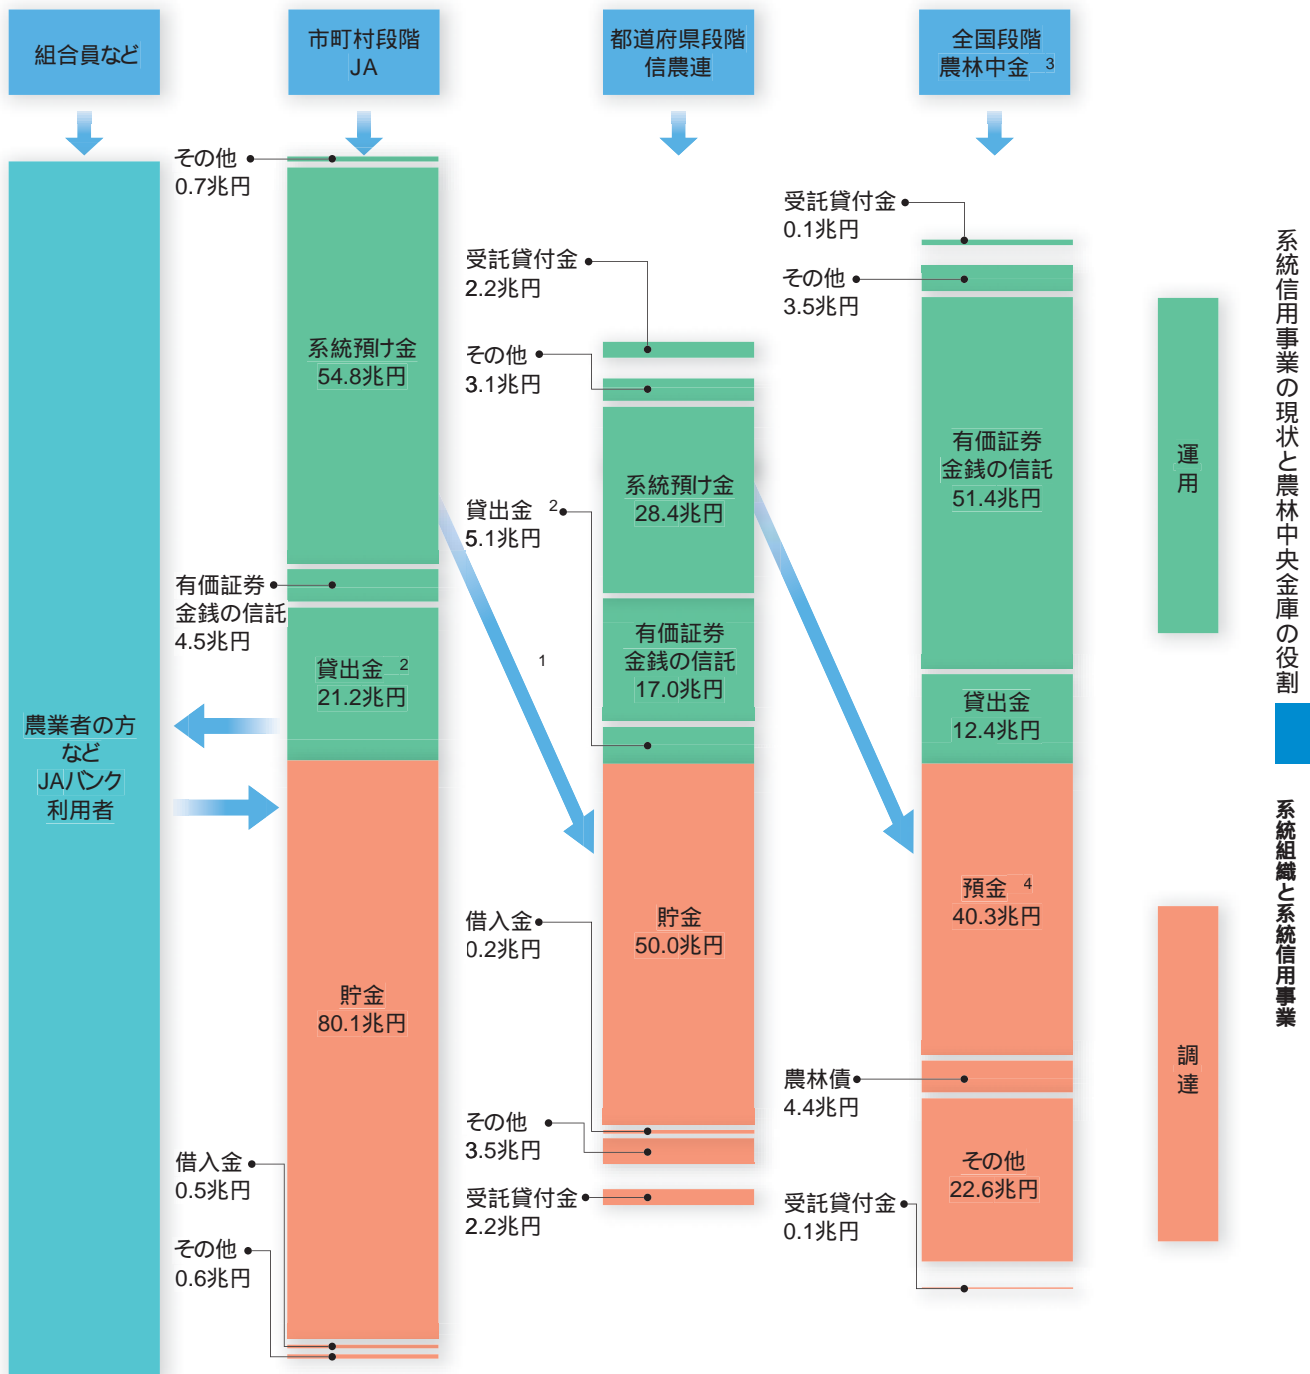 組合員など
市町村段階
JA
都道府県段階
信農連
全国段階
農林中金 3
その他
0.7兆円
系統預け金
54.8兆円
有価証券
金銭の信託
4.5兆円
貸出金 2
21.2兆円
農業者の方
など
JAバンク
利用者
貯金
80.1兆円
借入金
0.5兆円
その他
0.6兆円
1
受託貸付金
2.2兆円
その他
3.1兆円
系統預け金
28.4兆円
貸出金 2
5.1兆円
有価証券
金銭の信託
17.0兆円
貯金
50.0兆円
借入金
0.2兆円
その他
3.5兆円
受託貸付金
2.2兆円
受託貸付金
0.1兆円
その他
3.5兆円
有価証券
金銭の信託
51.4兆円
貸出金
12.4兆円
預金 4
40.3兆円
農林債
4.4兆円
その他
22.6兆円
受託貸付金
0.1兆円
運用
調達
系統信用事業の現状と農林中央金庫の役割
系統組織と系統信用事業